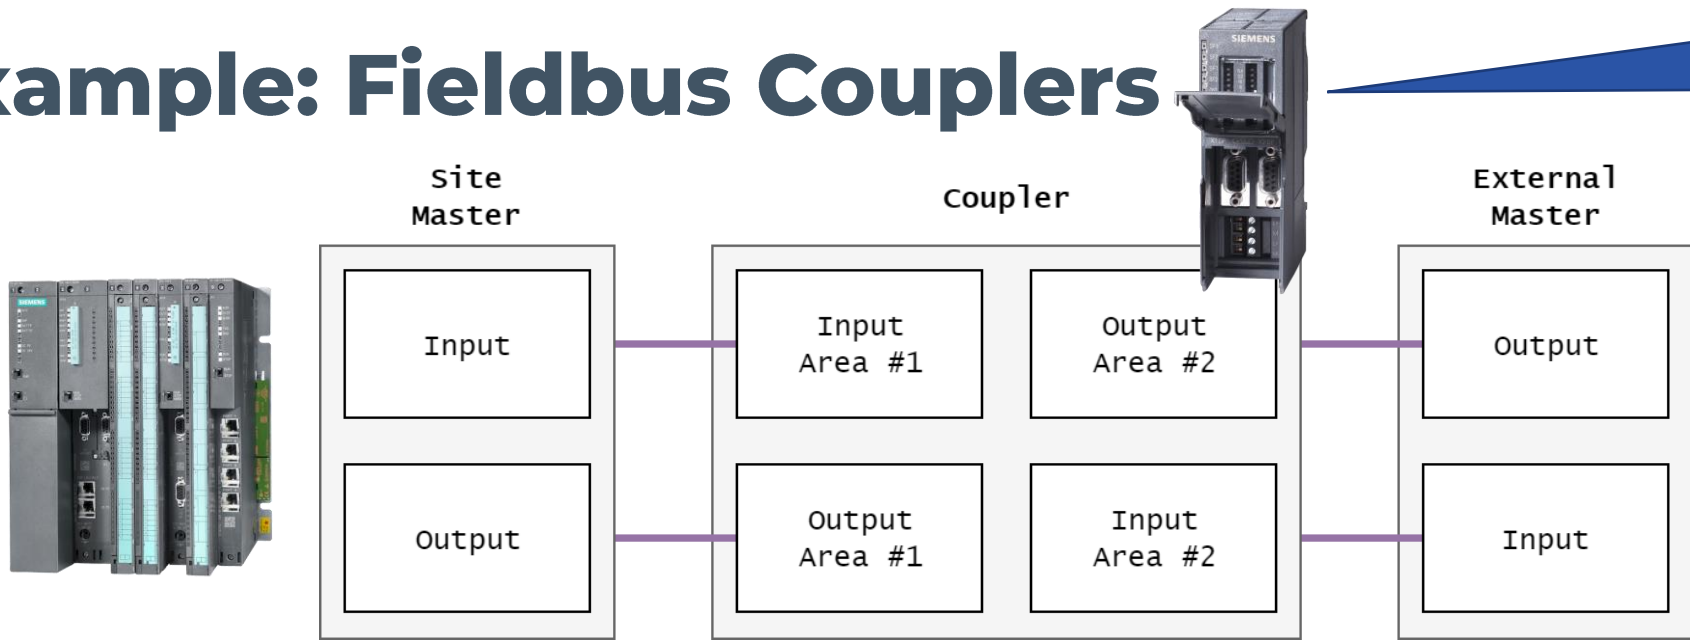 xample: Fieldbus Couplers
SIEMENS
Site
Master
Coupler
External
Master
SIEMENS
Input
Input
Area #1
Output
Area #2
Output
Output
Output
Area #1
Input
Area #2
Input